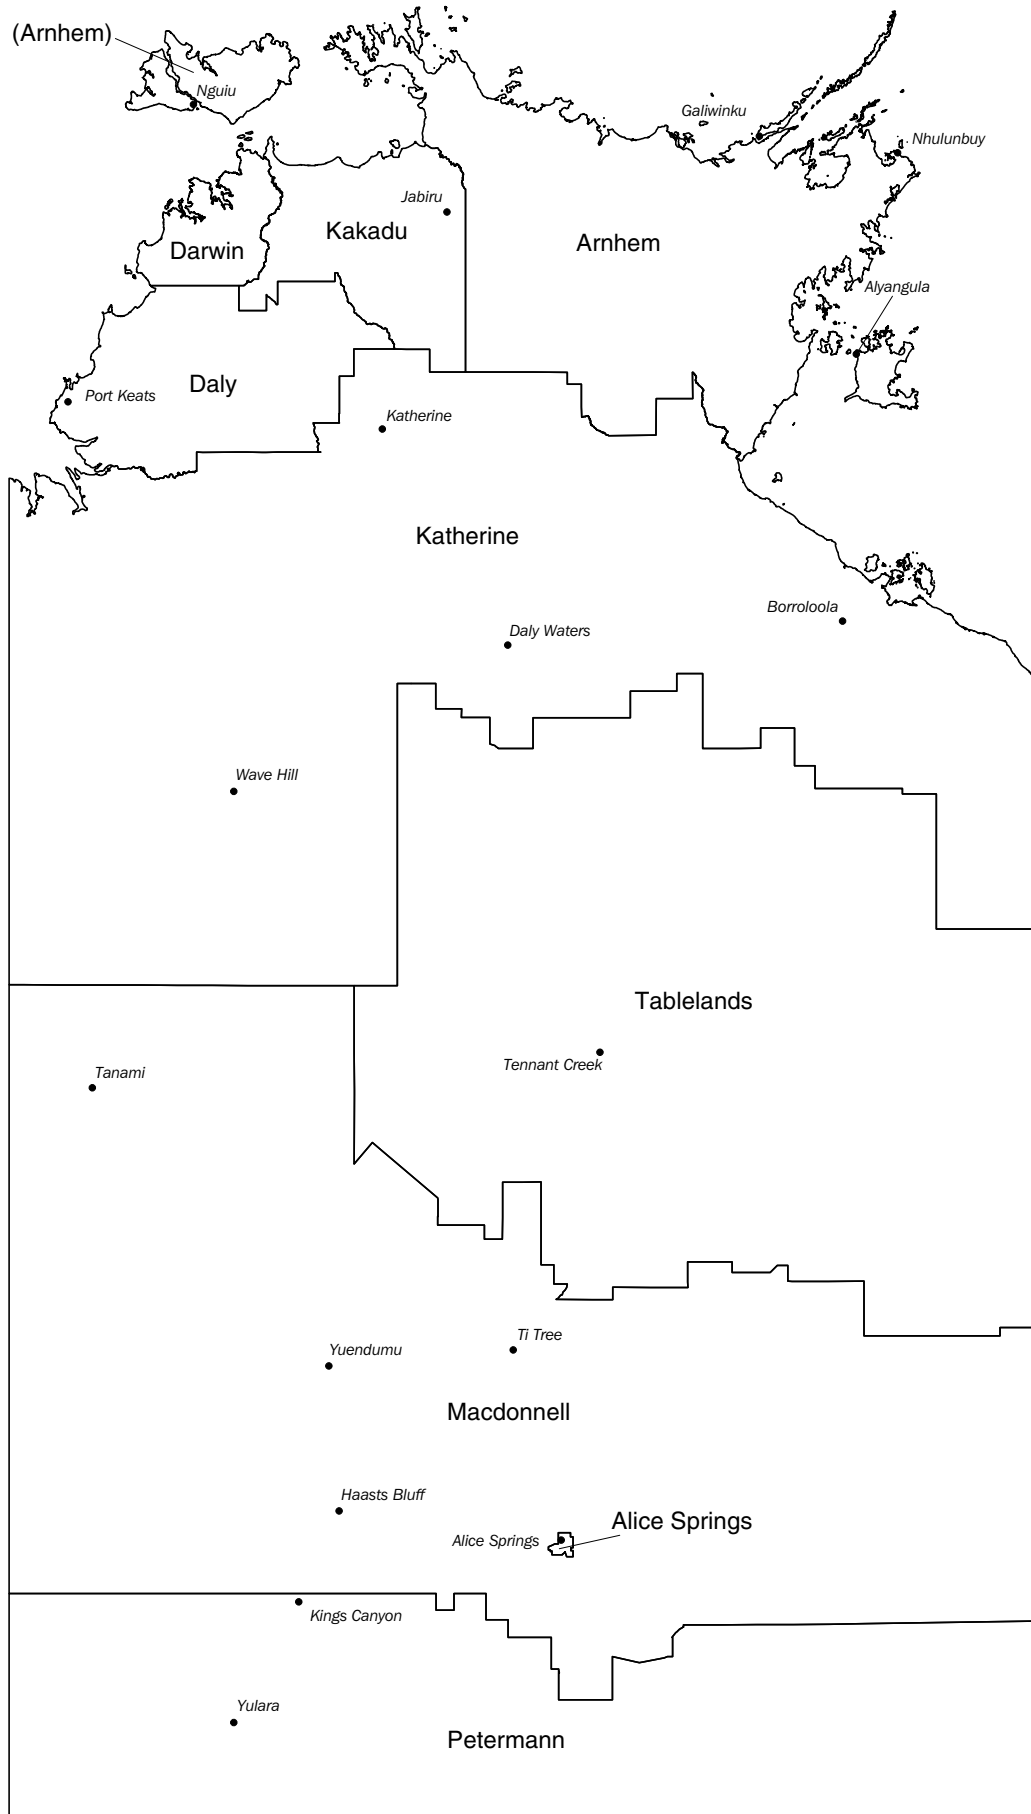 (Arnhem)
Nguiu
Galiwinku
Nhulunbuy
Jabiru
Kakadu
Arnhem
Darwin
Alyangula
Daly
Port Keats
Katherine
Katherine
Borroloola
Daly Waters
Wave Hill
Tablelands
Tennant Creek
Tanami
Ti Tree
Yuendumu
Macdonnell
Haasts Bluff
Alice Springs
Alice Springs
Kings Canyon
Yulara
Petermann